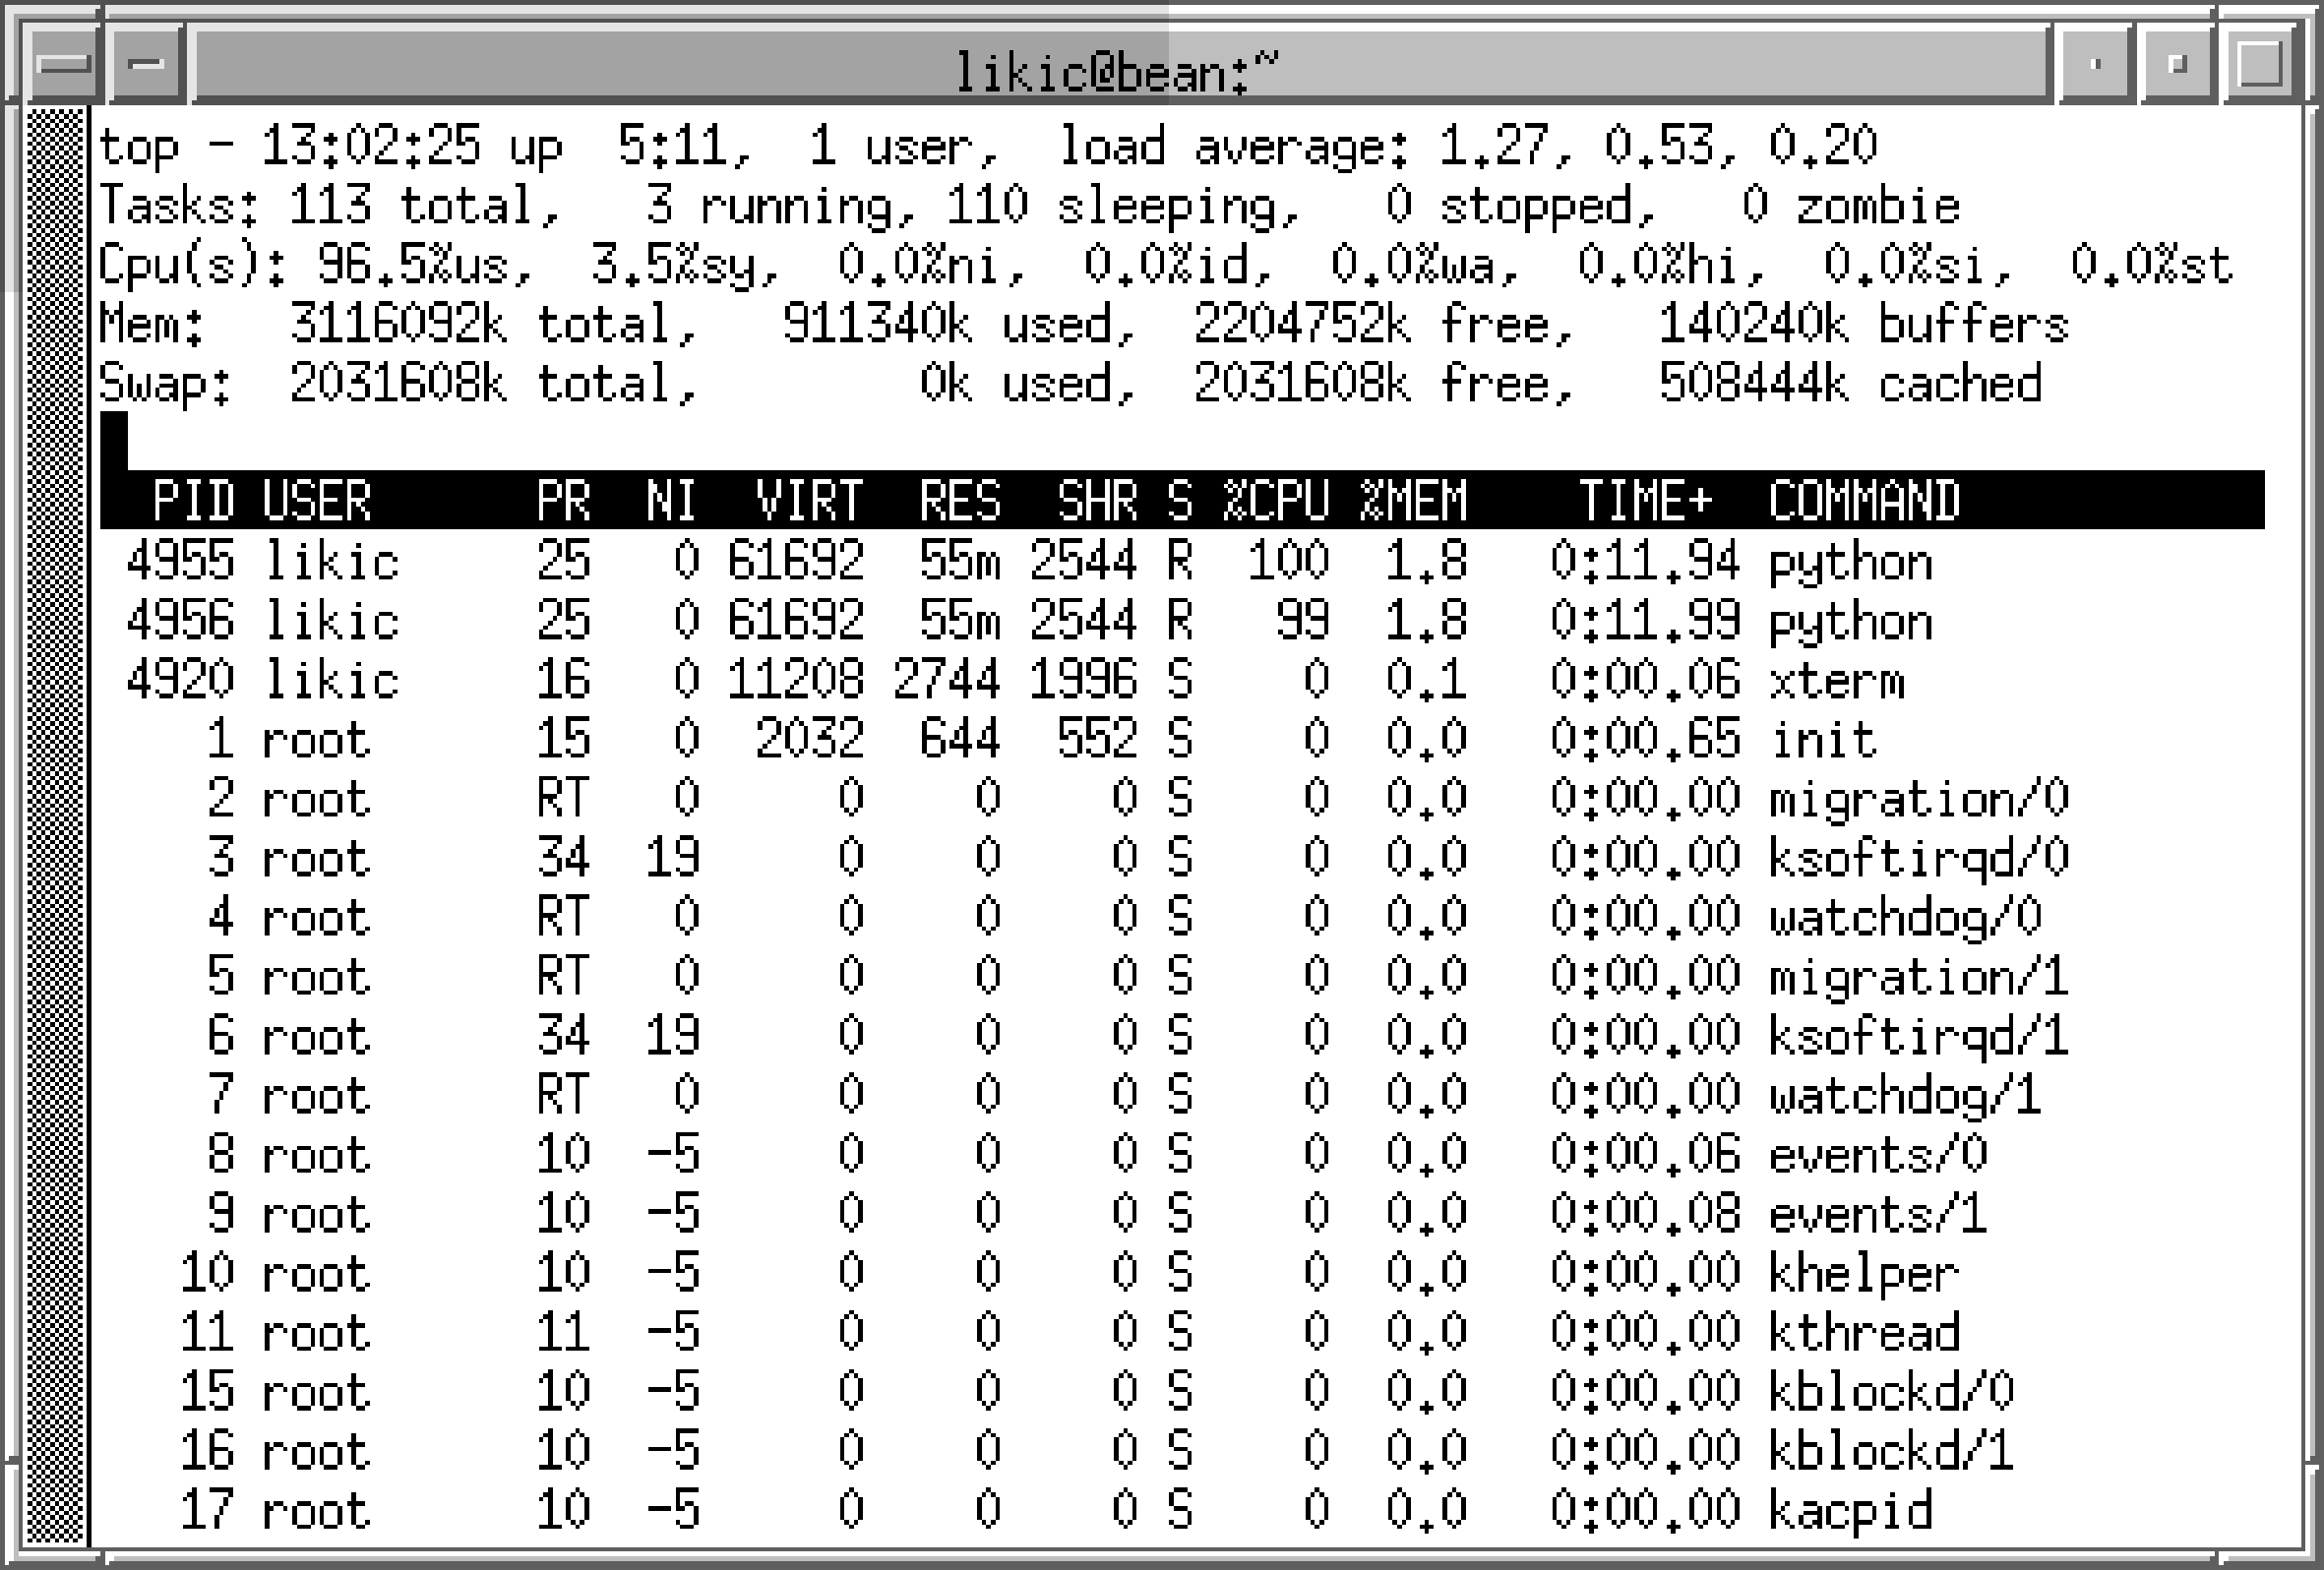 likic@bean:~
top - 13:02:25 up  5:11,  1 user,  load average: 1.27, 0.53, 0.20
Tasks: 113 total,   3 running, 110 sleeping,   0 stopped,   0 zombie
Cpu(s): 96.5%us,  3.5%sy,  0.0%ni,  0.0%id,  0.0%wa,  0.0%hi,  0.0%si,  0.0%st
Mem:   3116092k total,   911340k used,  2204752k free,   140240k buffers
Swap:  2031608k total,        0k used,  2031608k free,   508444k cached
  PID USER      PR  NI  VIRT  RES  SHR S %CPU %MEM    TIME+  COMMAND
 4955 likic     25   0 61692  55m 2544 R  100  1.8   0:11.94 python
 4956 likic     25   0 61692  55m 2544 R   99  1.8   0:11.99 python
 4920 likic     16   0 11208 2744 1996 S    0  0.1   0:00.06 xterm
    1 root      15   0  2032  644  552 S    0  0.0   0:00.65 init
    2 root      RT   0     0    0    0 S    0  0.0   0:00.00 migration/0
    3 root      34  19     0    0    0 S    0  0.0   0:00.00 ksoftirqd/0
    4 root      RT   0     0    0    0 S    0  0.0   0:00.00 watchdog/0
    5 root      RT   0     0    0    0 S    0  0.0   0:00.00 migration/1
    6 root      34  19     0    0    0 S    0  0.0   0:00.00 ksoftirqd/1
    7 root      RT   0     0    0    0 S    0  0.0   0:00.00 watchdog/1
    8 root      10  -5     0    0    0 S    0  0.0   0:00.06 events/0
    9 root      10  -5     0    0    0 S    0  0.0   0:00.08 events/1
   10 root      10  -5     0    0    0 S    0  0.0   0:00.00 khelper
   11 root      11  -5     0    0    0 S    0  0.0   0:00.00 kthread
   15 root      10  -5     0    0    0 S    0  0.0   0:00.00 kblockd/0
   16 root      10  -5     0    0    0 S    0  0.0   0:00.00 kblockd/1
   17 root      10  -5     0    0    0 S    0  0.0   0:00.00 kacpid